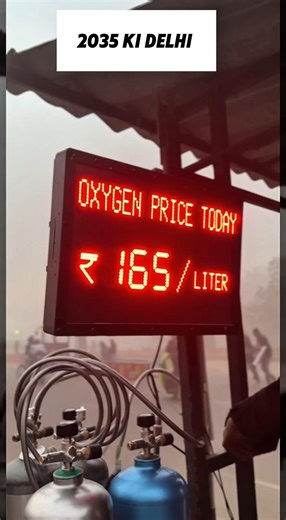 2035 KI DELHI
OXYGEN PRICE TODAY
₹ 165/LITER